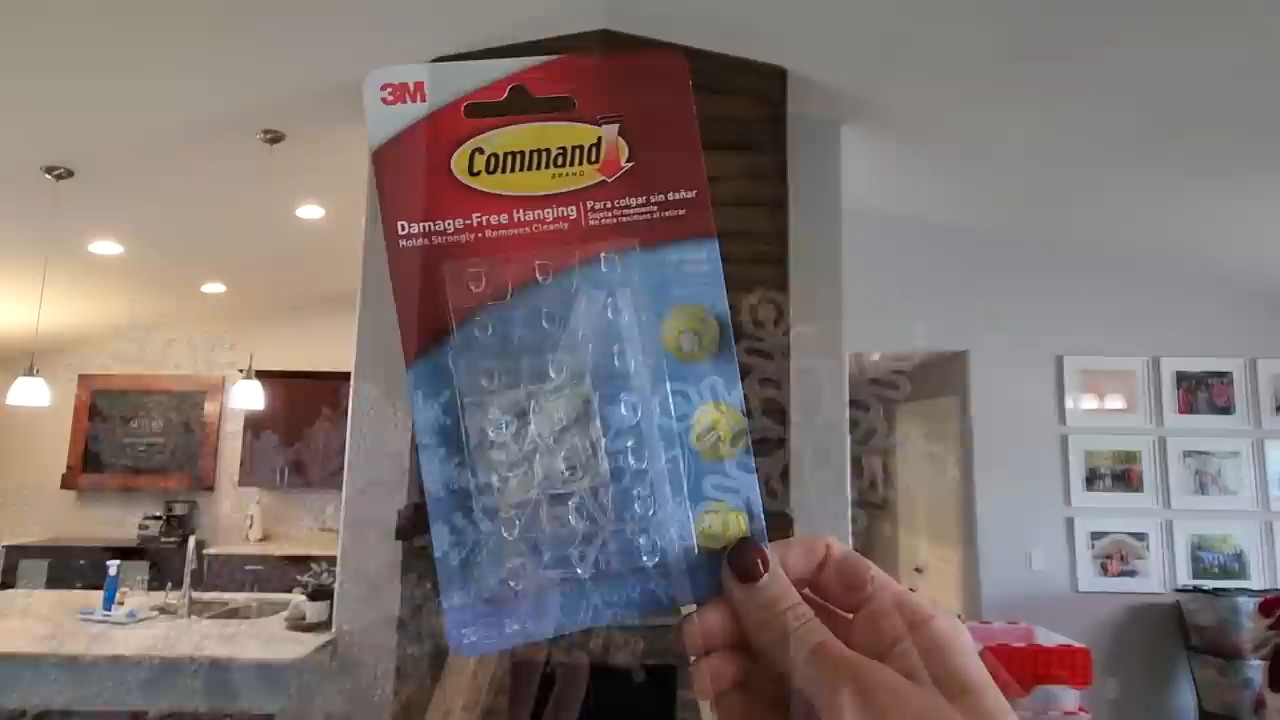 3M
Command
BRAND
Damage-Free Hanging
Holds Strongly • Removes Cleanly
Para colgar sin dañar
Sujeta firmemente
No deja residuos al retirar